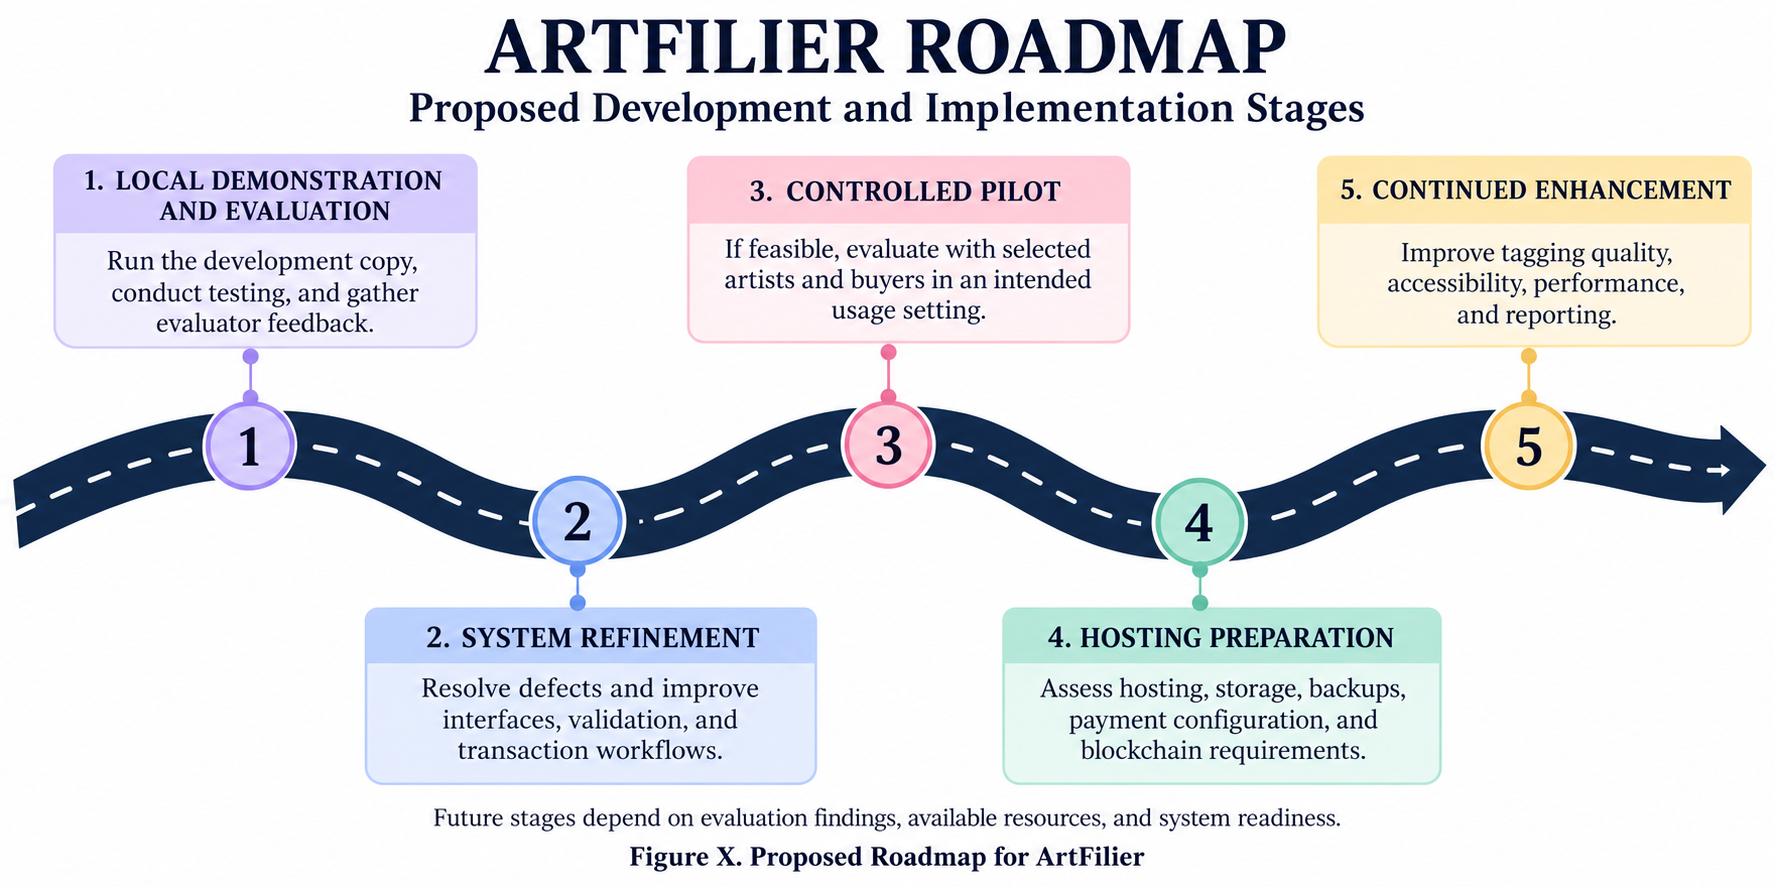 ARTFILIER ROADMAP
Proposed Development and Implementation Stages
1. LOCAL DEMONSTRATION
AND EVALUATION
Run the development copy,
conduct testing, and gather
evaluator feedback.
3. CONTROLLED PILOT
If feasible, evaluate with selected
artists and buyers in an intended
usage setting.
5. CONTINUED ENHANCEMENT
Improve tagging quality,
accessibility, performance,
and reporting.
1
2
3
4
5
2. SYSTEM REFINEMENT
Resolve defects and improve
interfaces, validation, and
transaction workflows.
4. HOSTING PREPARATION
Assess hosting, storage, backups,
payment configuration, and
blockchain requirements.
Future stages depend on evaluation findings, available resources, and system readiness.
Figure X. Proposed Roadmap for ArtFilier